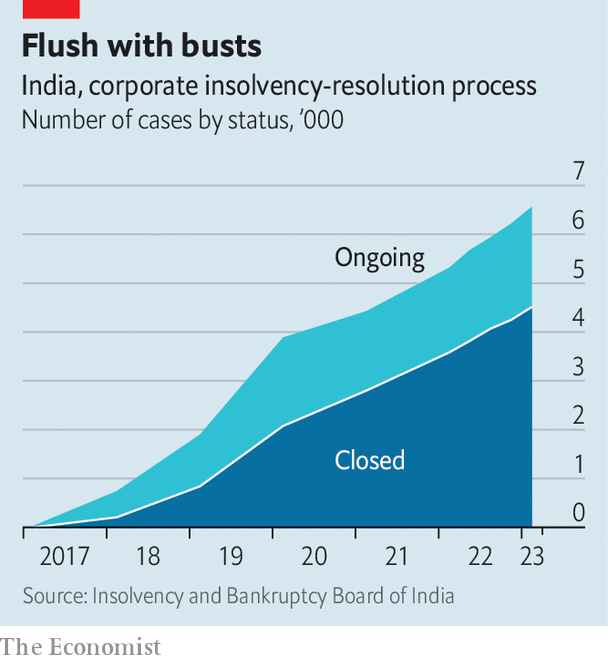 Flush with busts
India, corporate insolvency-resolution process
Number of cases by status, ’000
7
6
Ongoing
5
4
3
2
Closed
1
0
2017 18 19 20 21 22 23
Source: Insolvency and Bankruptcy Board of India
The Economist